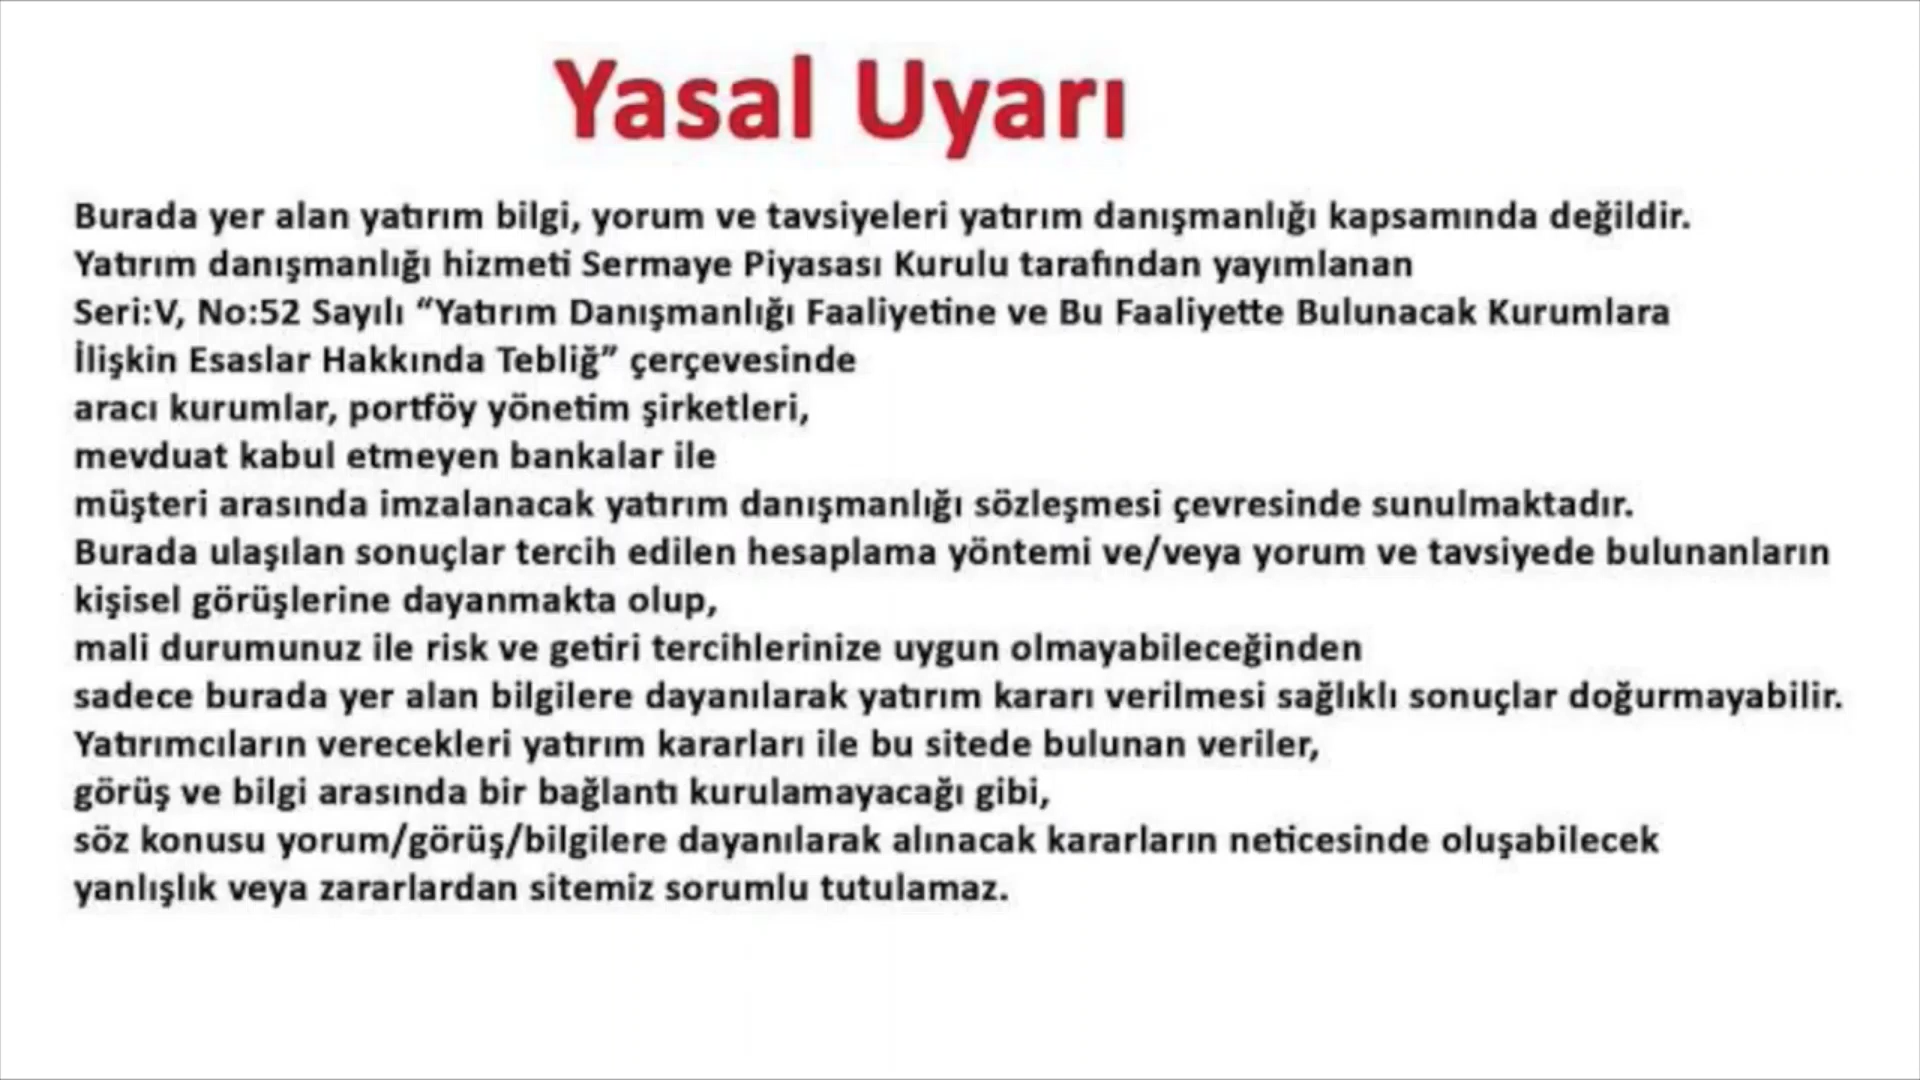 Yasal Uyarı
Burada yer alan yatırım bilgi, yorum ve tavsiyeleri yatırım danışmanlığı kapsamında değildir.
Yatırım danışmanlığı hizmeti Sermaye Piyasası Kurulu tarafından yayımlanan
Seri:V, No:52 Sayılı “Yatırım Danışmanlığı Faaliyetine ve Bu Faaliyette Bulunacak Kurumlara
İlişkin Esaslar Hakkında Tebliğ” çerçevesinde
aracı kurumlar, portföy yönetim şirketleri,
mevduat kabul etmeyen bankalar ile
müşteri arasında imzalanacak yatırım danışmanlığı sözleşmesi çevresinde sunulmaktadır.
Burada ulaşılan sonuçlar tercih edilen hesaplama yöntemi ve/veya yorum ve tavsiyede bulunanların
kişisel görüşlerine dayanmakta olup,
mali durumunuz ile risk ve getiri tercihlerinize uygun olmayabileceğinden
sadece burada yer alan bilgilere dayanılarak yatırım kararı verilmesi sağlıklı sonuçlar doğurmayabilir.
Yatırımcıların verecekleri yatırım kararları ile bu sitede bulunan veriler,
görüş ve bilgi arasında bir bağlantı kurulamayacağı gibi,
söz konusu yorum/görüş/bilgilere dayanılarak alınacak kararların neticesinde oluşabilecek
yanlışlık veya zararlardan sitemiz sorumlu tutulamaz.